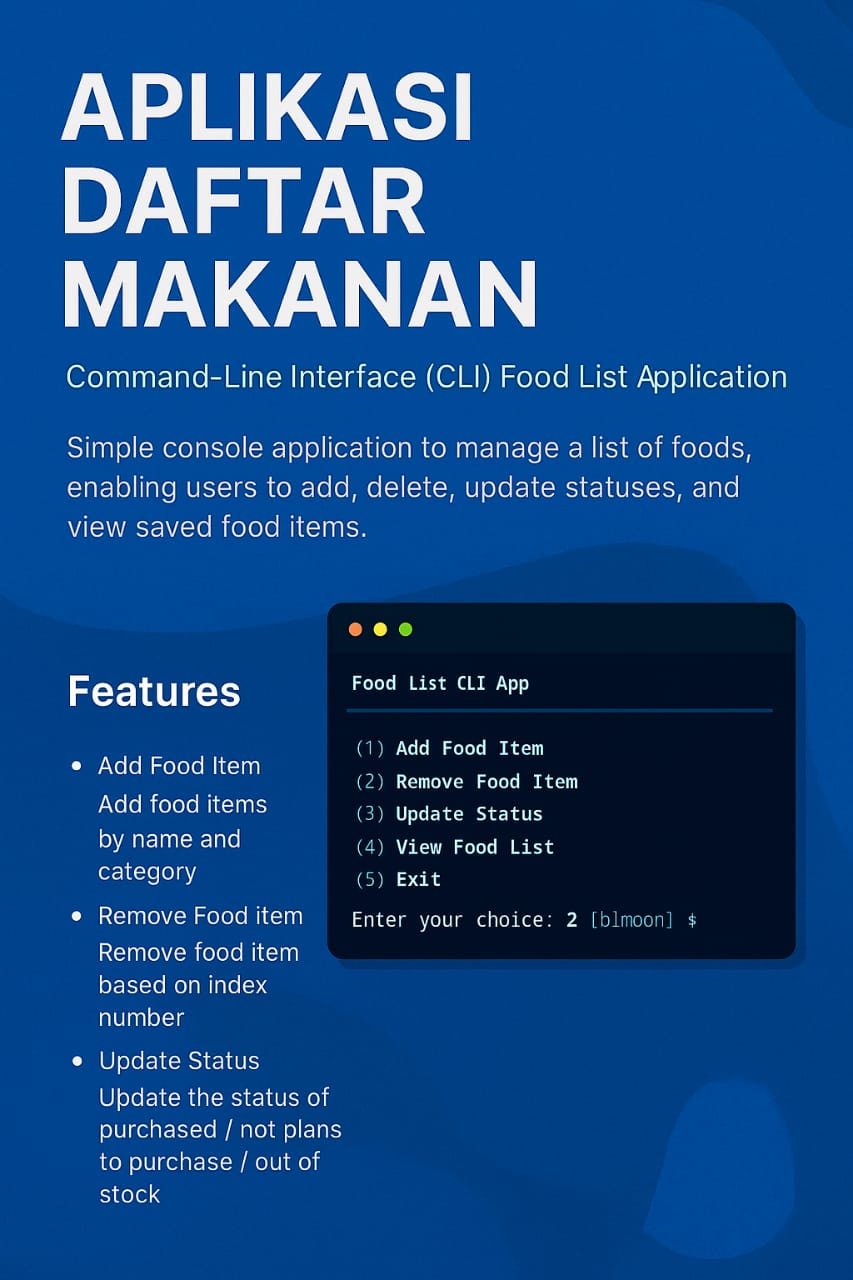 APLIKASI
DAFTAR
MAKANAN
Command-Line Interface (CLI) Food List Application
Simple console application to manage a list of foods,
enabling users to add, delete, update statuses, and
view saved food items.
Features
• Add Food Item
Add food items
by name and
category
• Remove Food item
Remove food item
based on index
number
• Update Status
Uþdate the status of
purchased / not plans
to purchase / out of
stock
Food List CLI App
(1) Add Food Item
(2) Remove Food Item
(3) Update Status
(4) View Food List
(5) Exit
Enter your choice: 2 [blmoon] $